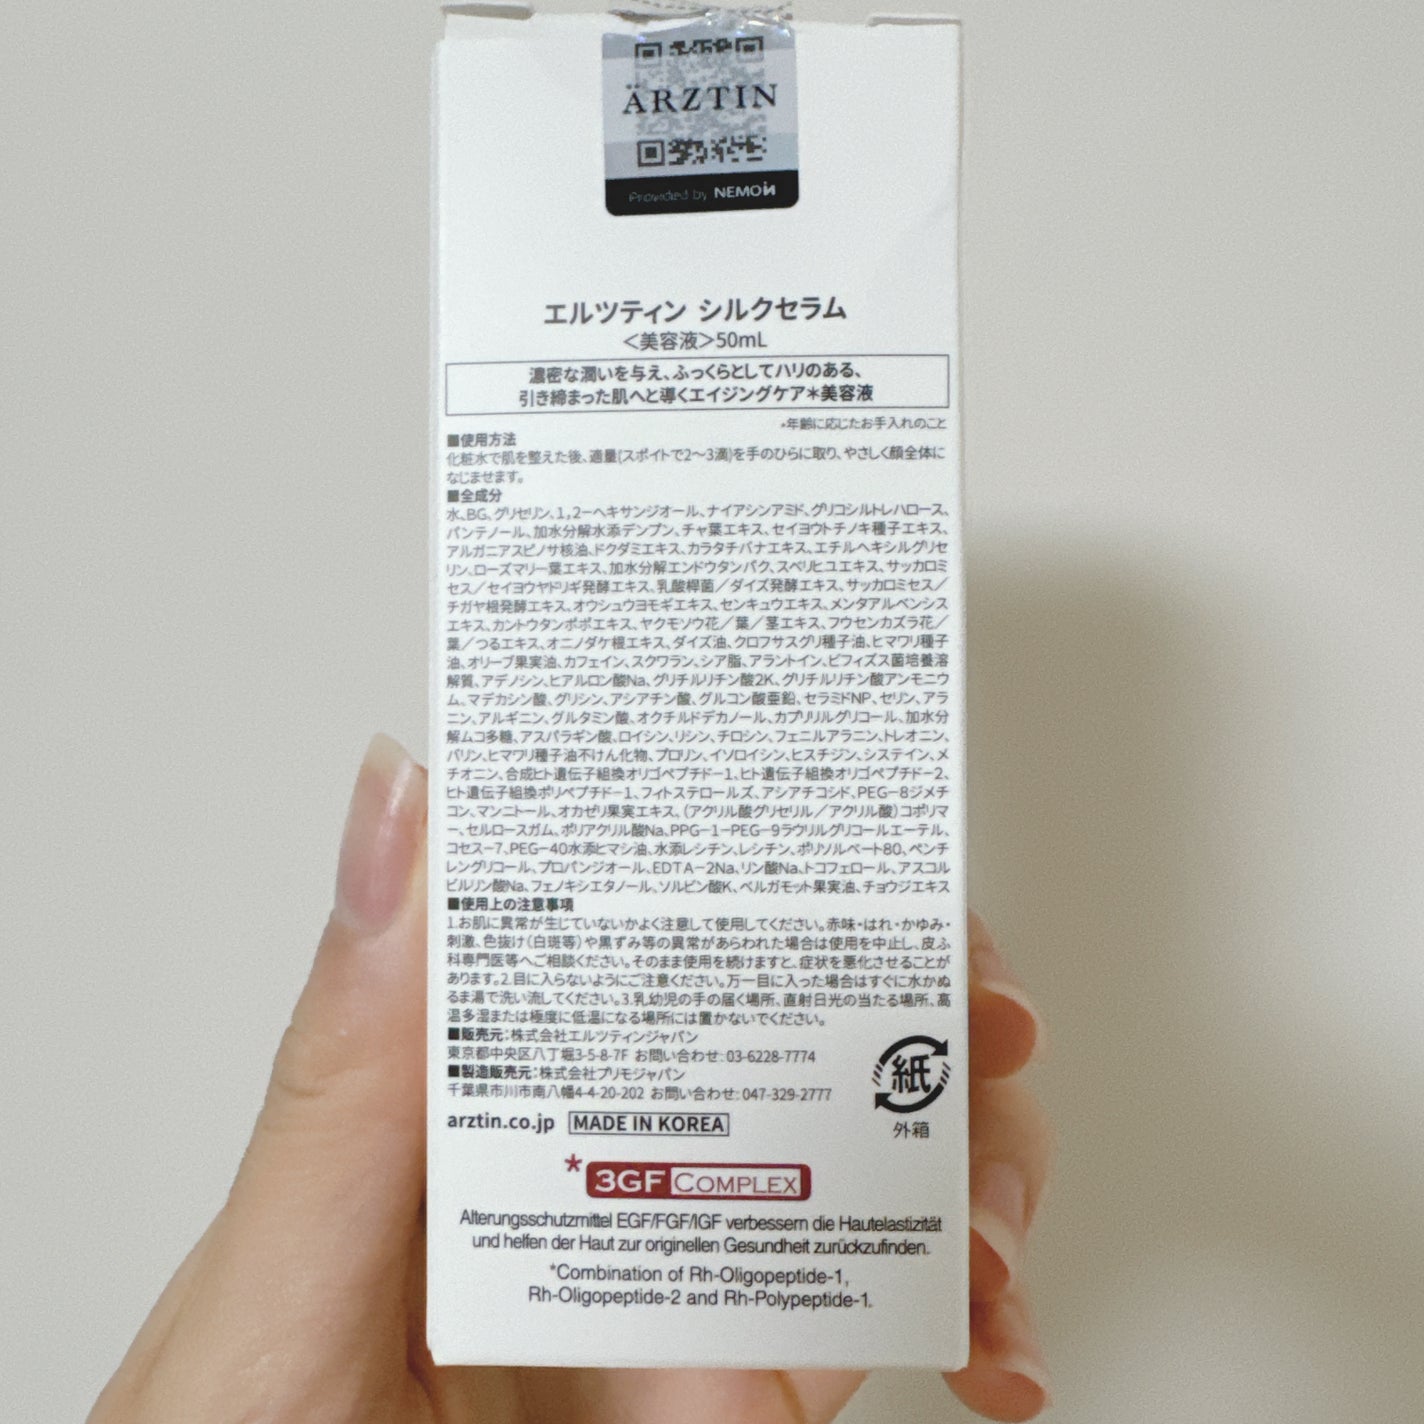 ÄRZTIN
Provided by NEMOIN
エルツティン シルクセラム
＜美容液＞50mL
濃密な潤いを与え、ふっくらとしてハリのある、
引き締まった肌へと導くエイジングケア＊美容液
*年齢に応じたお手入れのこと
■使用方法
化粧水で肌を整えた後、適量(スポイトで2〜3滴)を手のひらに取り、やさしく顔全体に
なじませます。
■全成分
水、BG、グリセリン、1,2-ヘキサンジオール、ナイアシンアミド、グリコシルトレハロース、
パンテノール、加水分解水添デンプン、チャ葉エキス、セイヨウトチノキ種子エキス、
アルガニアスピノサ核油、ドクダミエキス、カラタチバナエキス、エチルヘキシルグリセ
リン、ローズマリー葉エキス、加水分解エンドウタンパク、スベリヒユエキス、サッカロミ
セス／セイヨウヤドリギ発酵エキス、乳酸桿菌／ダイズ発酵エキス、サッカロミセス／
チガヤ根発酵エキス、オウシュウヨモギエキス、センキュウエキス、メンタアルベンシス
エキス、カントウタンポポエキス、ヤクモソウ花／葉／茎エキス、フウセンカズラ花／
葉／つるエキス、オニノダケ根エキス、ダイズ油、クロフサスグリ種子油、ヒマワリ種子
油、オリーブ果実油、カフェイン、スクワラン、シア脂、アラントイン、ビフィズス菌培養溶
解質、アデノシン、ヒアルロン酸Na、グリチルリチン酸2K、グリチルリチン酸アンモニウ
ム、マデカシン酸、グリシン、アシアチン酸、グルコン酸亜鉛、セラミドNP、セリン、アラ
ニン、アルギニン、グルタミン酸、オクチルドデカノール、カプリリルグリコール、加水分
解ムコ多糖、アスパラギン酸、ロイシン、リシン、チロシン、フェニルアラニン、トレオニン、
バリン、ヒマワリ種子油不けん化物、プロリン、イソロイシン、ヒスチジン、システイン、メ
チオニン、合成ヒト遺伝子組換オリゴペプチド-1、ヒト遺伝子組換オリゴペプチド-2、
ヒト遺伝子組換ポリペプチド-1、フィトステロールズ、アシアチコシド、PEG-8ジメチ
コン、マンニトール、オカゼリ果実エキス、（アクリル酸グリセリル／アクリル酸）コポリマ
ー、セルロースガム、ポリアクリル酸Na、PPG-1-PEG-9ラウリルグリコールエーテル、
コセス-7、PEG-40水添ヒマシ油、水添レシチン、レシチン、ポリソルベート80、ペンチ
レングリコール、プロパンジオール、EDTA-2Na、リン酸Na、トコフェロール、アスコル
ビルリン酸Na、フェノキシエタノール、ソルビン酸K、ベルガモット果実油、チョウジエキス
■使用上の注意事項
1.お肌に異常が生じていないかよく注意して使用してください。赤味・はれ・かゆみ・
刺激、色抜け（白斑等）や黒ずみ等の異常があらわれた場合は使用を中止し、皮ふ
科専門医等へご相談ください。そのまま使用を続けますと、症状を悪化させることが
あります。2.目に入らないようにご注意ください。万一目に入った場合はすぐに水かぬ
るま湯で洗い流してください。3.乳幼児の手の届く場所、直射日光の当たる場所、高
温多湿または極度に低温になる場所には置かないでください。
■販売元：株式会社エルツティンジャパン
東京都中央区八丁堀3-5-8-7F お問い合わせ：03-6228-7774
■製造販売元：株式会社プリモジャパン
千葉県市川市南八幡4-4-20-202 お問い合わせ：047-329-2777
紙
外箱
arztin.co.jp MADE IN KOREA
*3GF COMPLEX
Alterungsschutzmittel EGF/FGF/IGF verbessern die Hautelastizität
und helfen der Haut zur originellen Gesundheit zurückzufinden.
*Combination of Rh-Oligopeptide-1,
Rh-Oligopeptide-2 and Rh-Polypeptide-1.